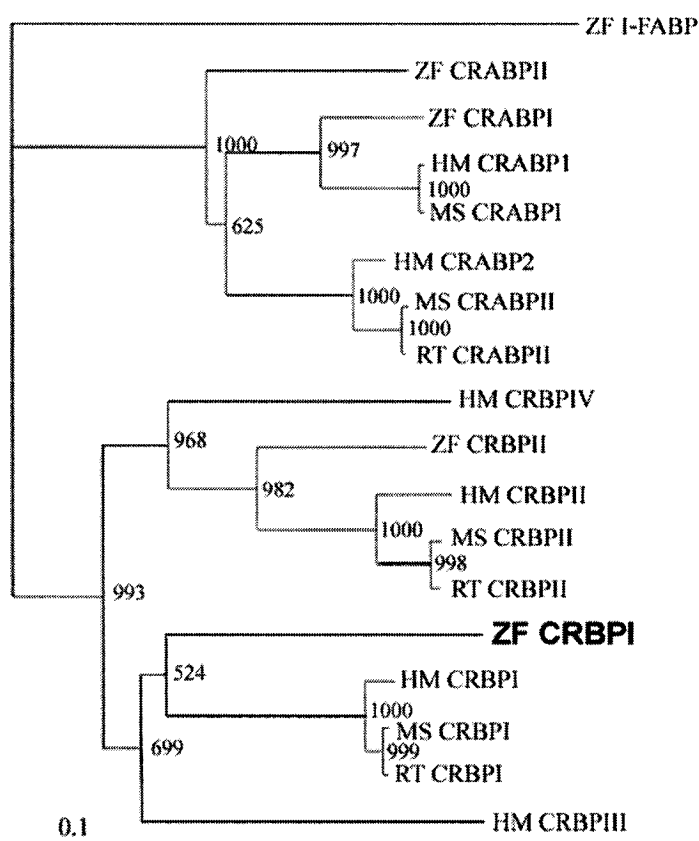 ZF I-FABP
ZF CRABPII
ZF CRABPI
1000
997
HM CRABP1
1000
MS CRABPI
625
HM CRABP2
1000
MS CRABPII
1000
RT CRABPII
HM CRBPIV
968
ZF CRBPII
982
HM CRBPII
1000
MS CRBPII
998
RT CRBPII
993
ZF CRBPI
524
HM CRBPI
1000
MS CRBPI
699
999
RT CRBPI
HM CRBPIII
0.1